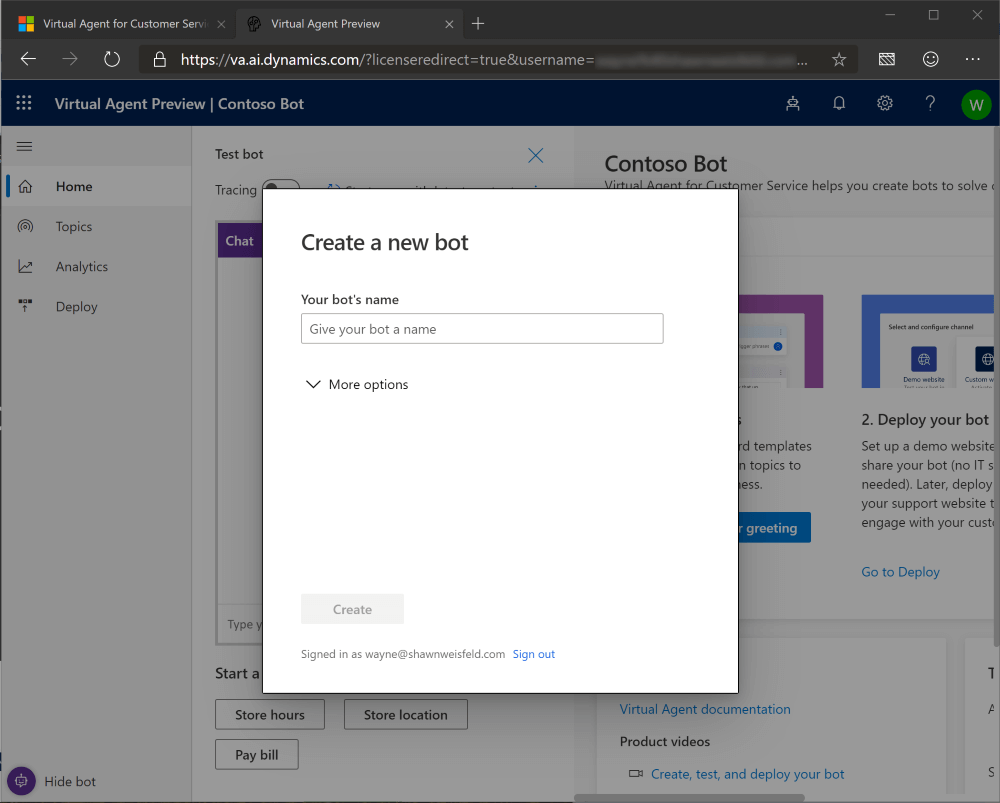 Virtual Agent for Customer Servi
Virtual Agent Preview
https://va.ai.dynamics.com/?licenseredirect=true&username=
...
Virtual Agent Preview | Contoso Bot
?
W
Home
Topics
Analytics
Deploy
Hide bot
Test bot
Tracing
Chat
Type y
Start a
Store hours
Store location
Pay bill
Create a new bot
Your bot's name
Give your bot a name
More options
Create
Signed in as wayne@shawnweisfeld.com Sign out
Contoso Bot
Virtual Agent for Customer Service helps you create bots to solve
Select and configure channel
Demo website
Custom w
rd templates
n topics to
ness.
r greeting
2. Deploy your bot
Set up a demo website
share your bot (no IT s
needed). Later, deploy
your support website t
engage with your custo
Go to Deploy
Virtual Agent documentation
Product videos
Create, test, and deploy your bot